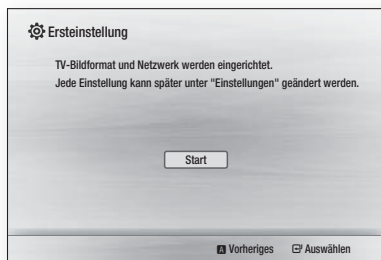 Ersteinstellung
TV-Bildformat und Netzwerk werden eingerichtet.
Jede Einstellung kann später unter "Einstellungen" geändert werden.
Start
A Vorheriges Auswählen